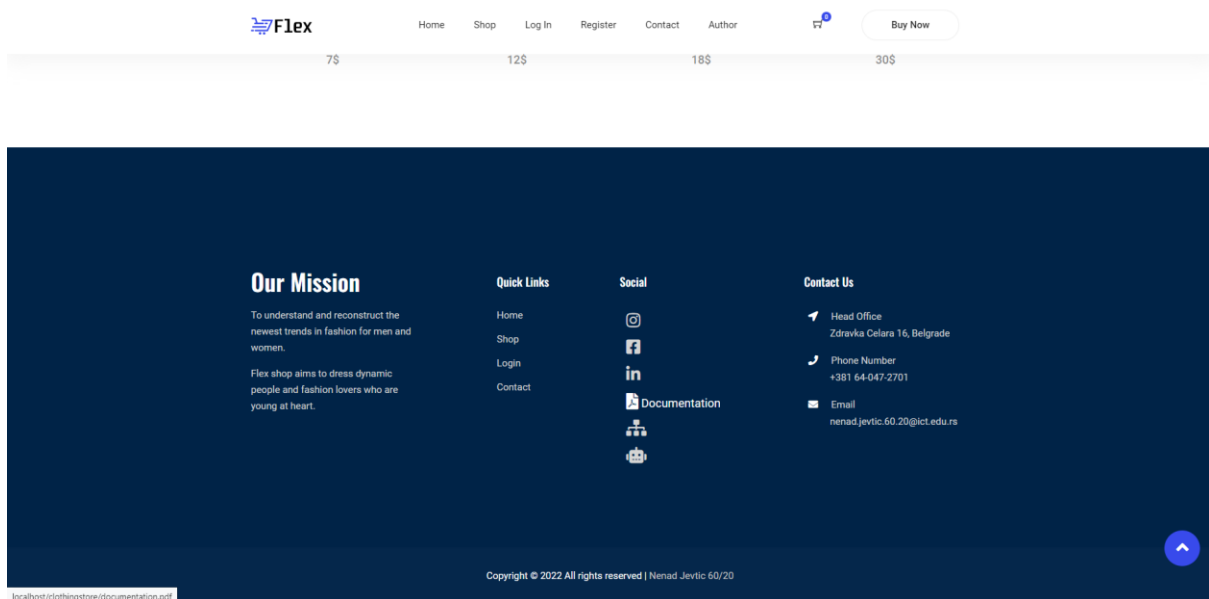 Flex
Home Shop Log In Register Contact Author 0 Buy Now
7$ 12$ 18$ 30$
Our Mission
To understand and reconstruct the
newest trends in fashion for men and
women.
Flex shop aims to dress dynamic
people and fashion lovers who are
young at heart.
Quick Links
Home
Shop
Login
Contact
Social
Documentation
Contact Us
Head Office
Zdravka Celara 16, Belgrade
Phone Number
+381 64-047-2701
Email
nenad.jevtic.60.20@ict.edu.rs
Copyright © 2022 All rights reserved | Nenad Jevtic 60/20
localhost/clothingstore/documentation.pdf